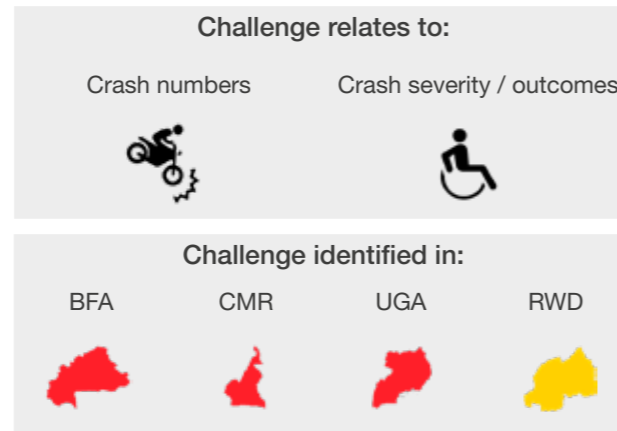 Challenge relates to:
Crash numbers Crash severity / outcomes
Challenge identified in:
BFA CMR UGA RWD